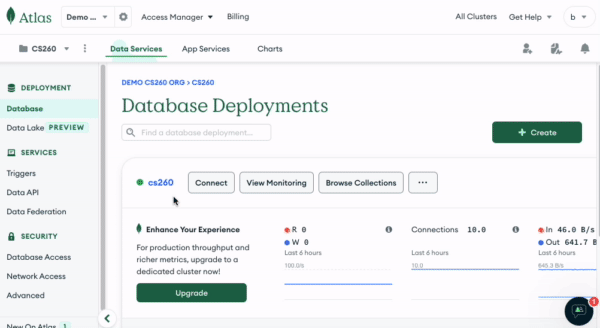 Atlas
Demo ...
Access Manager
Billing
All Clusters
Get Help
b
CS260
Data Services
App Services
Charts
DEPLOYMENT
Database
Data Lake PREVIEW
SERVICES
Triggers
Data API
Data Federation
SECURITY
Database Access
Network Access
Advanced
New On Atlas 1
DEMO CS260 ORG > CS260
Database Deployments
Find a database deployment...
+ Create
cs260
Connect
View Monitoring
Browse Collections
...
Enhance Your Experience
For production throughput and
richer metrics, upgrade to a
dedicated cluster now!
Upgrade
R 0
W 0
Last 6 hours
100.0/s
Connections 10.0
Last 6 hours
10.0
In 46.0 B/s
Out 641.7 B
Last 6 hours
645.3 B/s
1